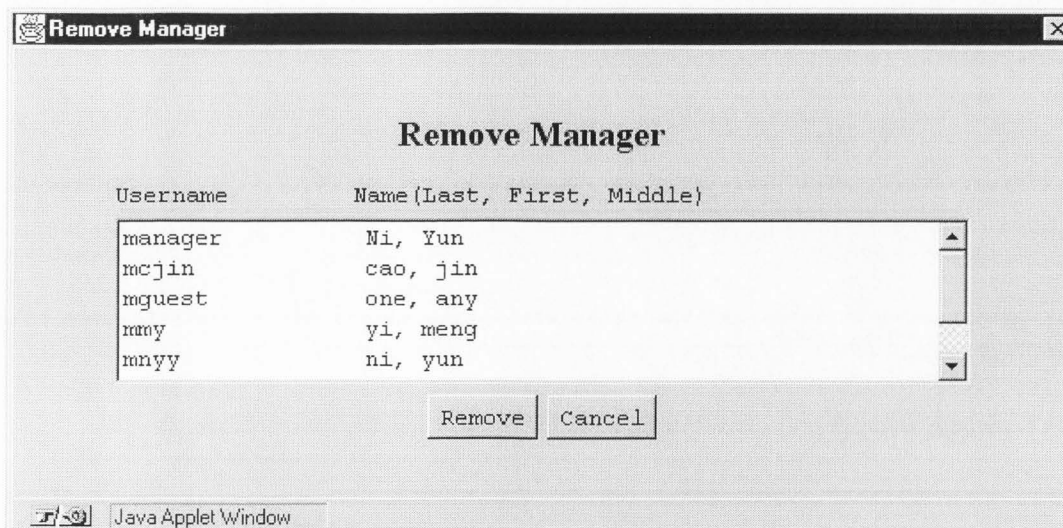 Remove Manager
Remove Manager
Username Name(Last, First, Middle)
manager Ni, Yun
mcjin cao, jin
mguest one, any
mmy yi, meng
mnyy ni, yun
Remove Cancel
Java Applet Window